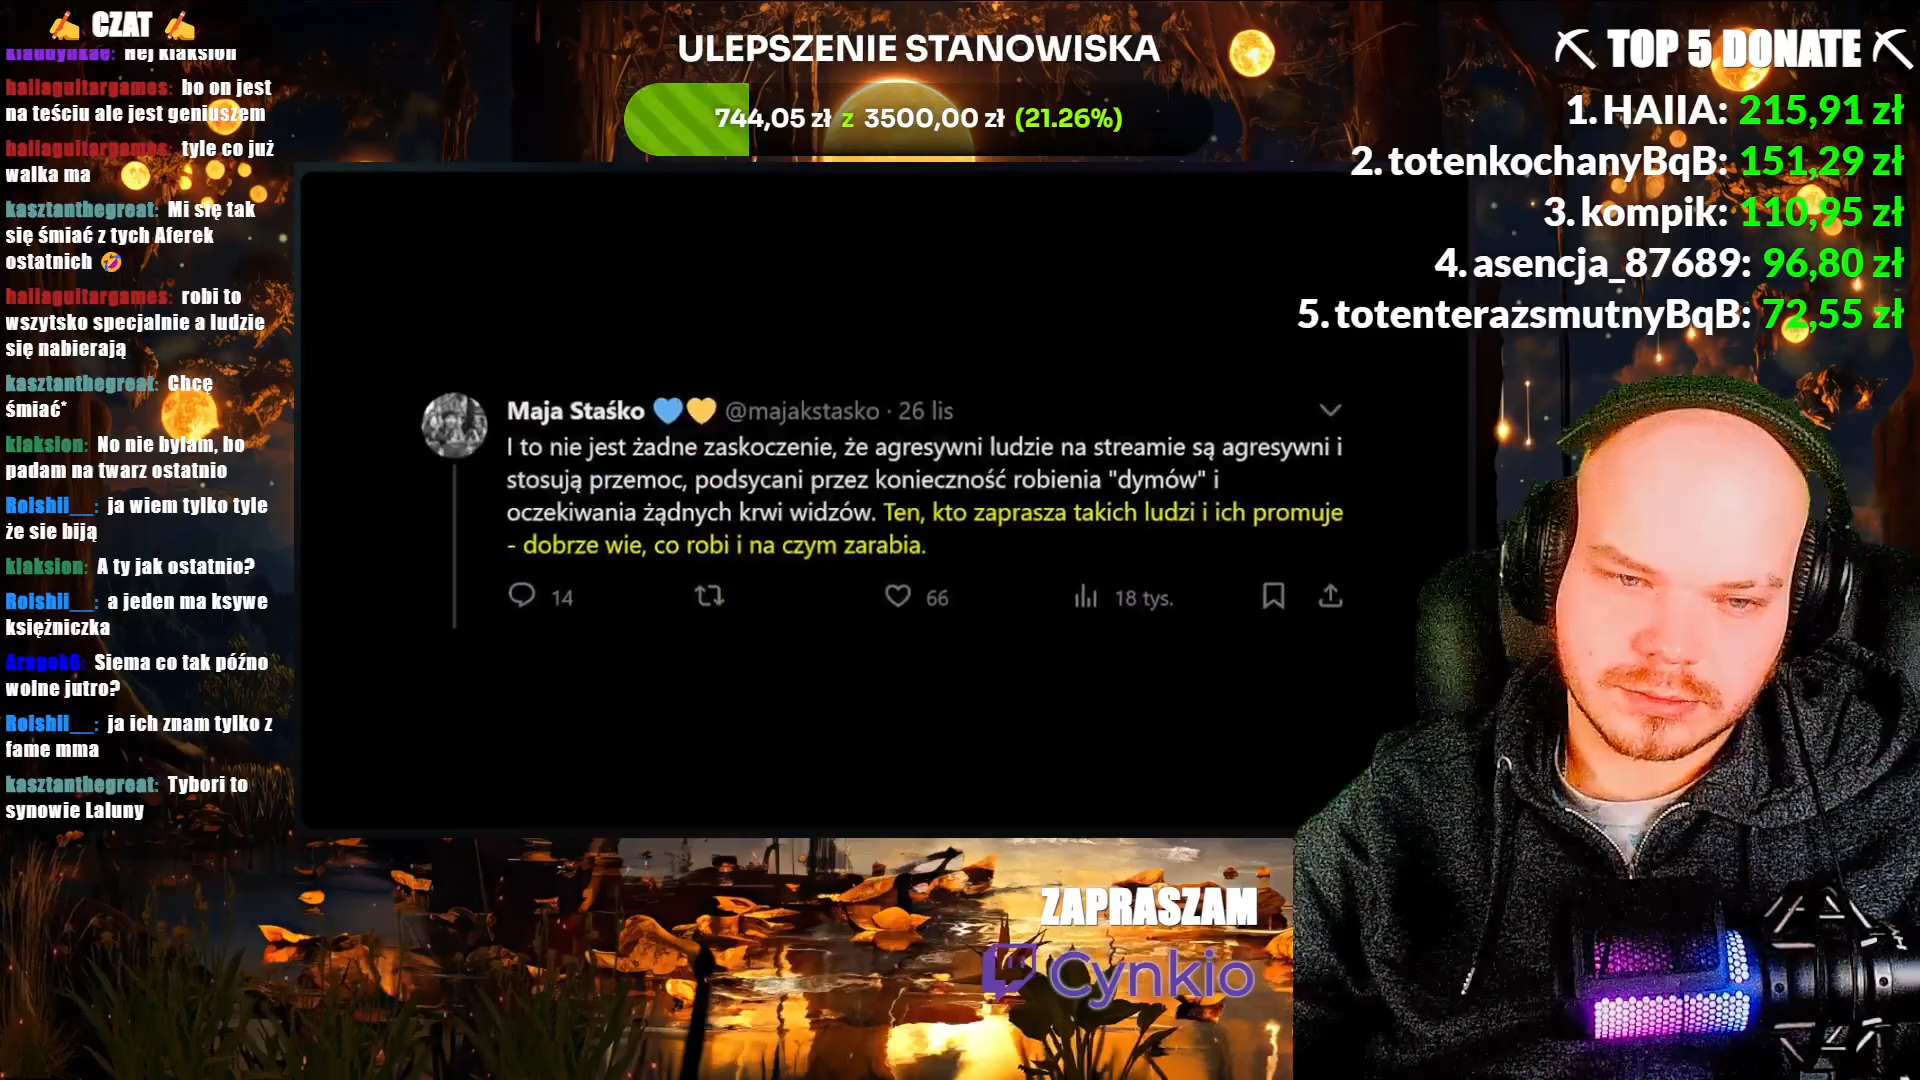 ✍️ CZAT ✍️
klaudynkae: hej klaksion
haliaguitargames: bo on jest
na teściu ale jest geniuszem
haliaguitargames: tyle co już
walka ma
kasztanthegreat: Mi się tak
się śmiać z tych Aferek
ostatnich 🤣
haliaguitargames: robi to
wszytsko specjalnie a ludzie
się nabierają
kasztanthegreat: Chcę
śmiać*
klaksion: No nie byłam, bo
padam na twarz ostatnio
Roishii__: ja wiem tylko tyle
że sie biją
klaksion: A ty jak ostatnio?
Roishii__: a jeden ma ksywe
księżniczka
Aragok6: Siema co tak późno
wolne jutro?
Roishii__: ja ich znam tylko z
fame mma
kasztanthegreat: Tybori to
synowie Laluny
ULEPSZENIE STANOWISKA
744,05 zł z 3500,00 zł (21.26%)
TOP 5 DONATE
1. HAIIA: 215,91 zł
2. totenkochanyBqB: 151,29 zł
3. kompik: 110,95 zł
4. asencja_87689: 96,80 zł
5. totenterazsmutnyBqB: 72,55 zł
Maja Staśko 💙💛 @majakstasko · 26 lis
I to nie jest żadne zaskoczenie, że agresywni ludzie na streamie są agresywni i
stosują przemoc, podsycani przez konieczność robienia "dymów" i
oczekiwania żądnych krwi widzów. Ten, kto zaprasza takich ludzi i ich promuje
- dobrze wie, co robi i na czym zarabia.
14 66 18 tys.
ZAPRASZAM
Cynkio